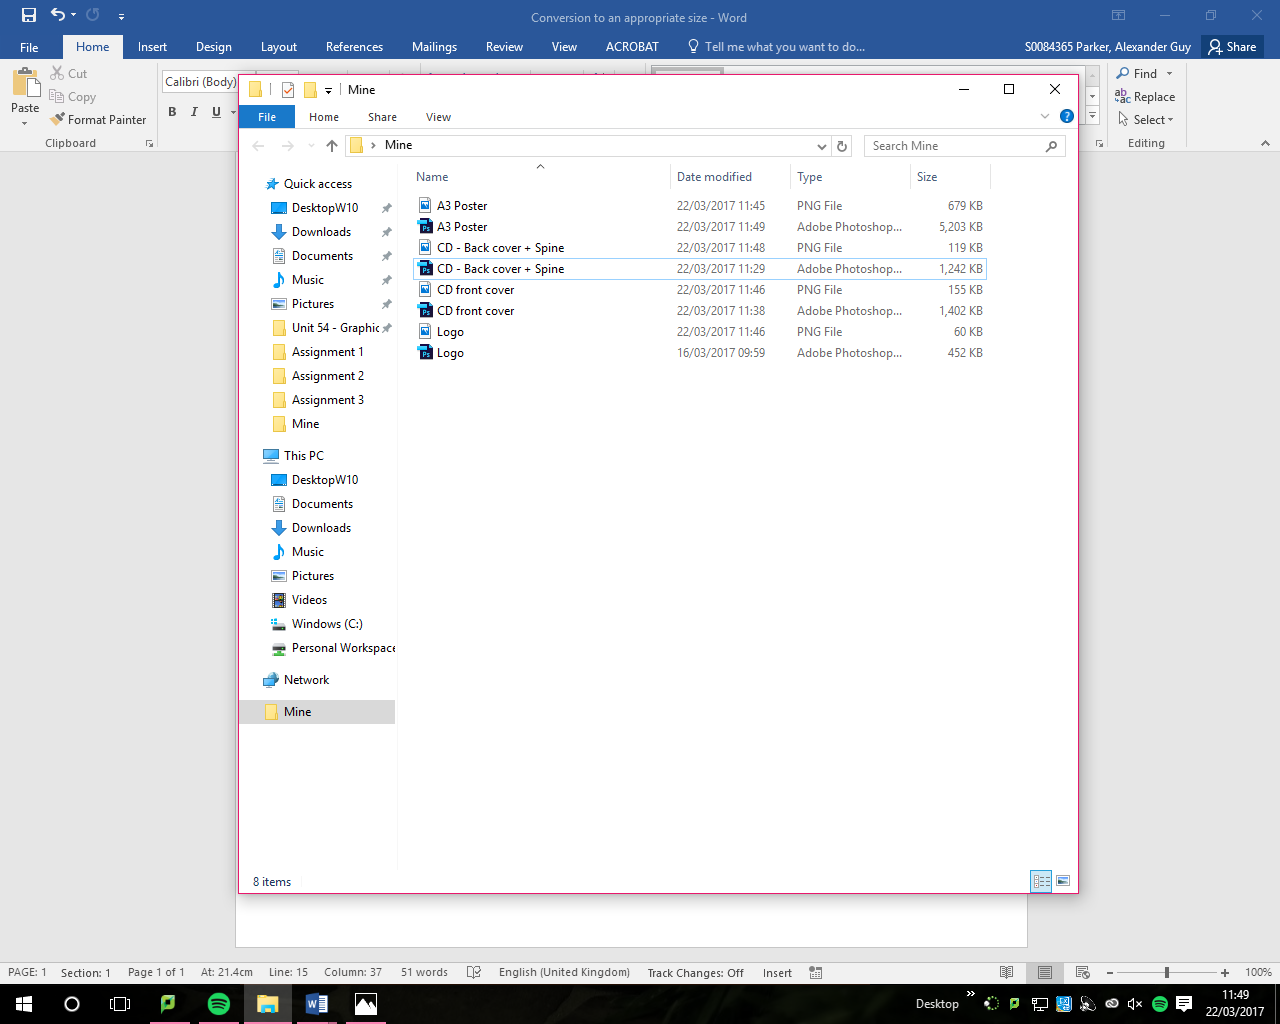 Conversion to an appropriate size - Word
File Home Insert Design Layout References Mailings Review View ACROBAT Tell me what you want to do... S0084365 Parker, Alexander Guy Share
Paste
Cut
Copy
Format Painter
Clipboard
Calibri (Body)
B I U
Find
Replace
Select
Editing
Mine
File Home Share View
Mine
Search Mine
Quick access
DesktopW10
Downloads
Documents
Music
Pictures
Unit 54 - Graphic
Assignment 1
Assignment 2
Assignment 3
Mine
This PC
DesktopW10
Documents
Downloads
Music
Pictures
Videos
Windows (C:)
Personal Workspace
Network
Mine
Name Date modified Type Size
A3 Poster 22/03/2017 11:45 PNG File 679 KB
A3 Poster 22/03/2017 11:49 Adobe Photoshop... 5,203 KB
CD - Back cover + Spine 22/03/2017 11:48 PNG File 119 KB
CD - Back cover + Spine 22/03/2017 11:29 Adobe Photoshop... 1,242 KB
CD front cover 22/03/2017 11:46 PNG File 155 KB
CD front cover 22/03/2017 11:38 Adobe Photoshop... 1,402 KB
Logo 22/03/2017 11:46 PNG File 60 KB
Logo 16/03/2017 09:59 Adobe Photoshop... 452 KB
8 items
PAGE: 1 Section: 1 Page 1 of 1 At: 21.4cm Line: 15 Column: 37 51 words English (United Kingdom) Track Changes: Off Insert 100%
Desktop
11:49
22/03/2017